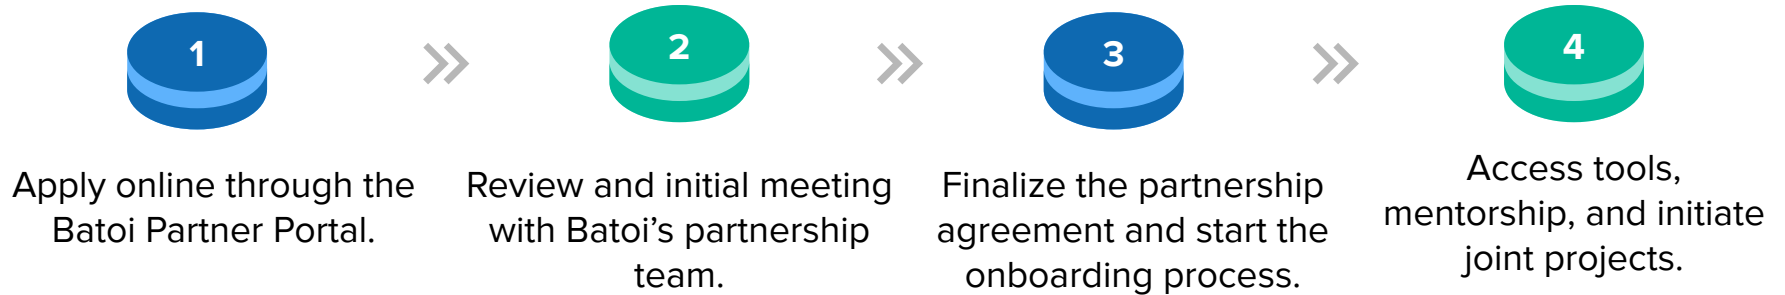 1
Apply online through the
Batoi Partner Portal.
2
Review and initial meeting
with Batoi’s partnership
team.
3
Finalize the partnership
agreement and start the
onboarding process.
4
Access tools,
mentorship, and initiate
joint projects.